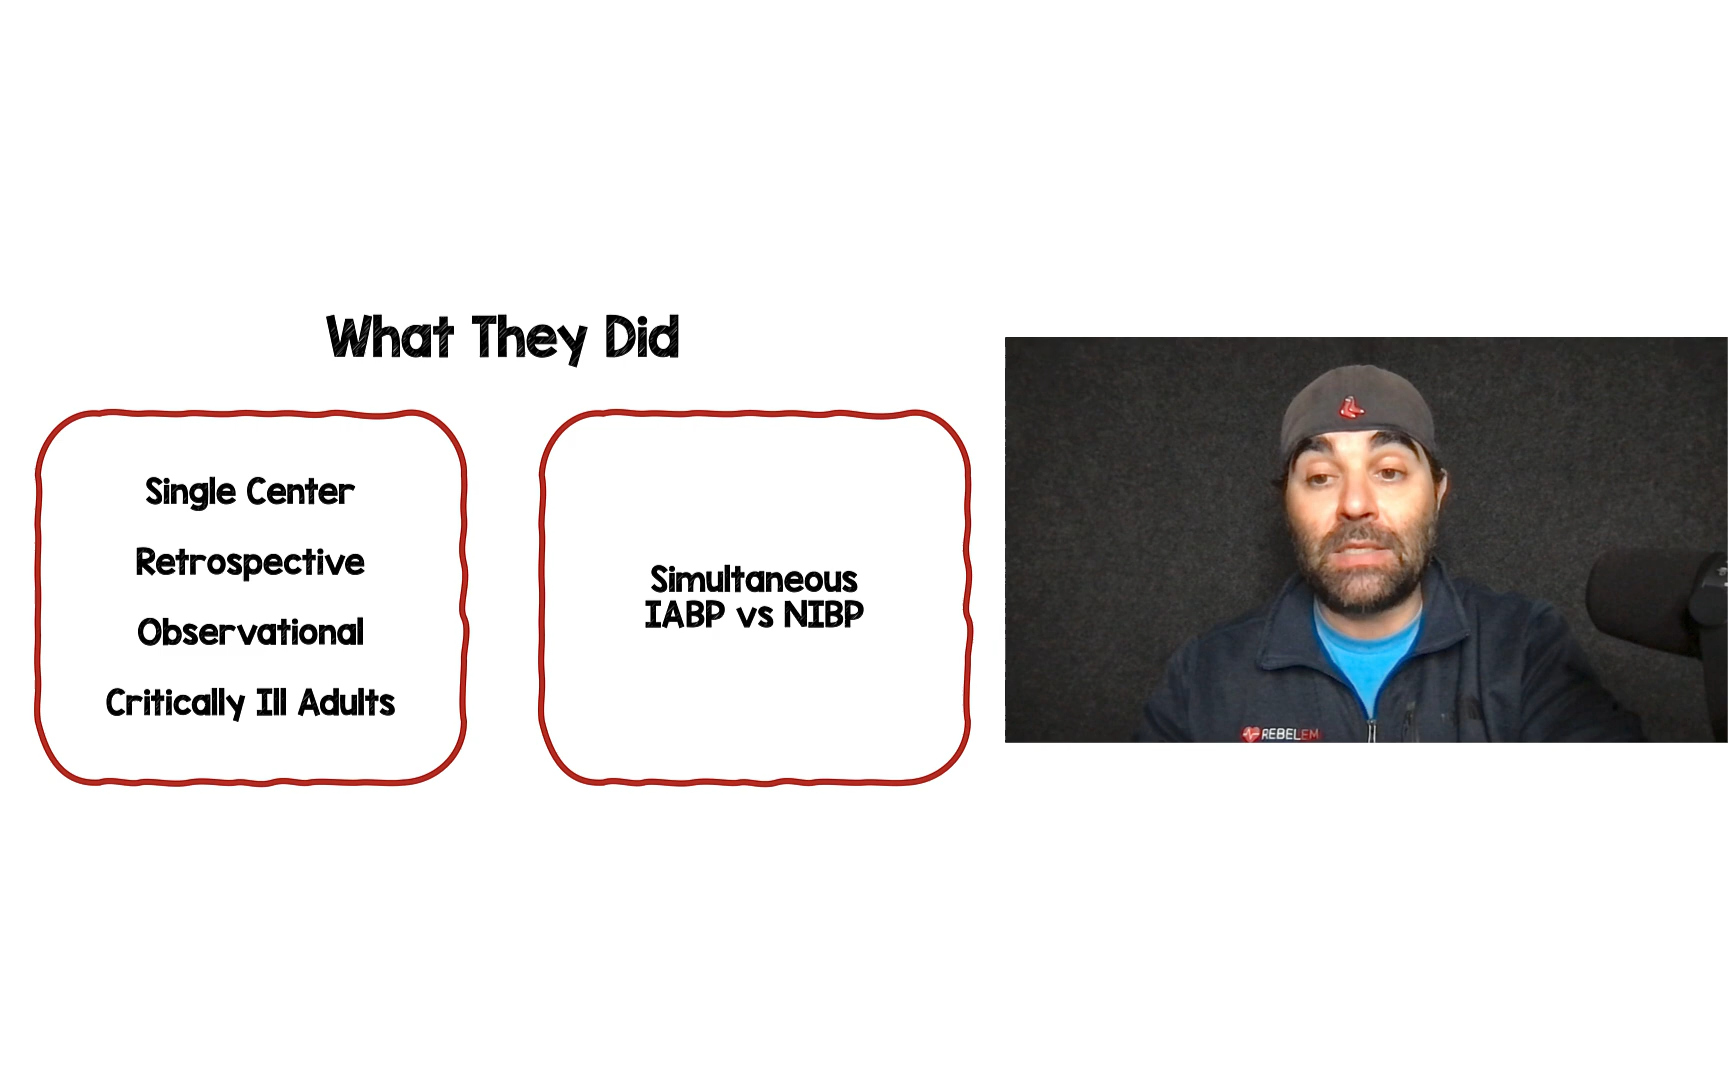 What They Did
Single Center
Retrospective
Observational
Critically Ill Adults
Simultaneous
IABP vs NIBP
REBELEM